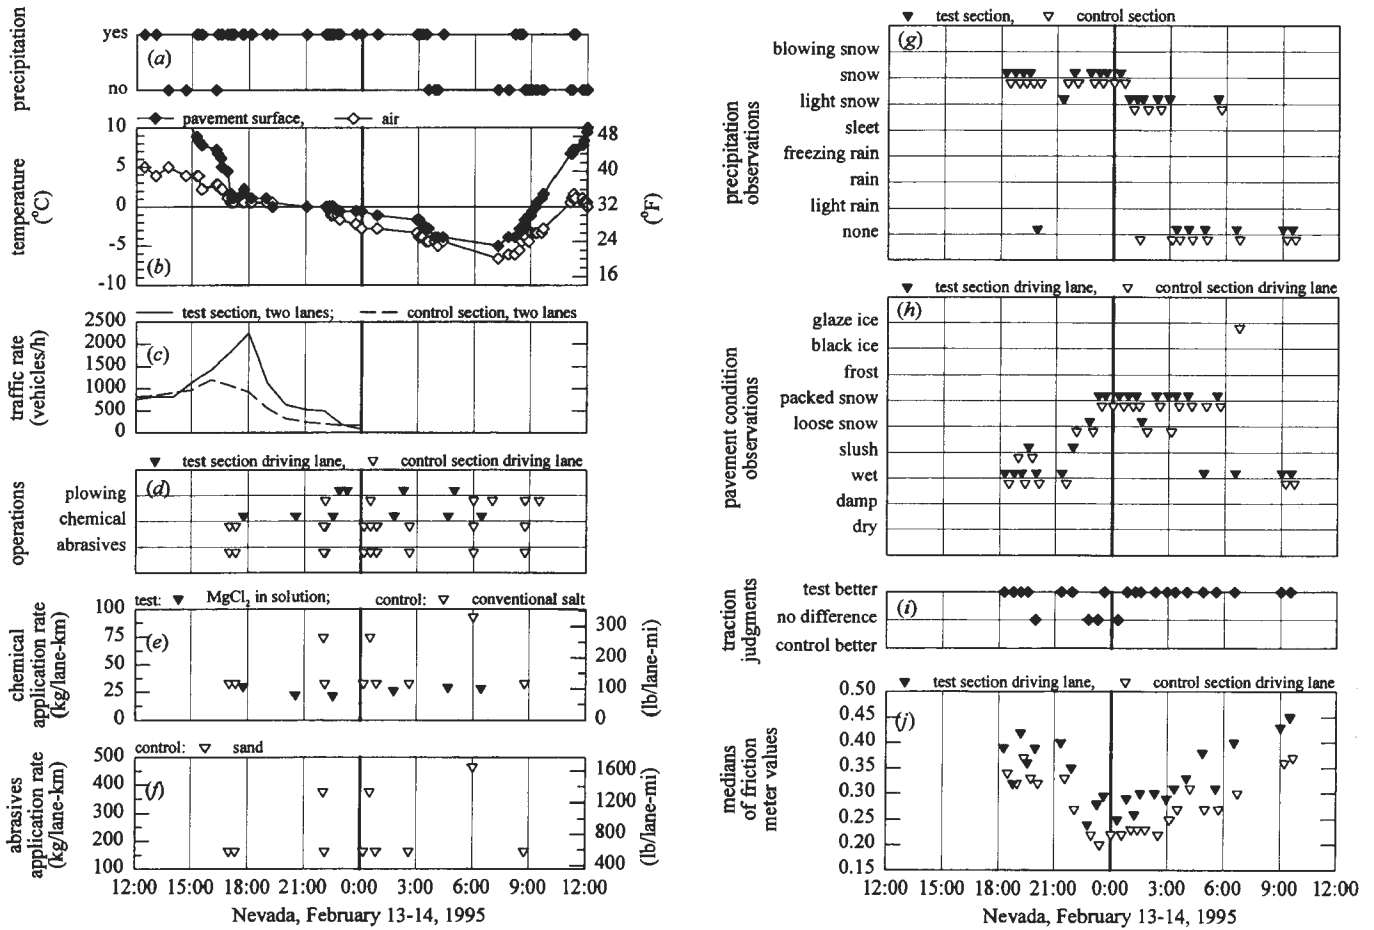 precipitation
yes
(a)
no
pavement surface, air
10
5
0
-5
-10
temperature
(°C)
48
40
32
24
16
(°F)
(b)
test section, two lanes; control section, two lanes
2500
2000
1500
1000
500
0
traffic rate
(vehicles/h)
(c)
test section driving lane, control section driving lane
operations
plowing
chemical
abrasives
(d)
test: MgCl2 in solution; control: conventional salt
100
75
50
25
0
chemical
application rate
(kg/lane-km)
300
200
100
0
(lb/lane-mi)
(e)
control: sand
500
400
300
200
100
abrasives
application rate
(kg/lane-km)
1600
1200
800
400
(lb/lane-mi)
(f)
12:00 15:00 18:00 21:00 0:00 3:00 6:00 9:00 12:00
Nevada, February 13-14, 1995
test section, control section
(g)
precipitation
observations
blowing snow
snow
light snow
sleet
freezing rain
rain
light rain
none
test section driving lane, control section driving lane
(h)
pavement condition
observations
glaze ice
black ice
frost
packed snow
loose snow
slush
wet
damp
dry
traction
judgments
test better
no difference
control better
(i)
test section driving lane, control section driving lane
0.50
0.45
0.40
0.35
0.30
0.25
0.20
0.15
medians
of friction
meter values
(j)
12:00 15:00 18:00 21:00 0:00 3:00 6:00 9:00 12:00
Nevada, February 13-14, 1995